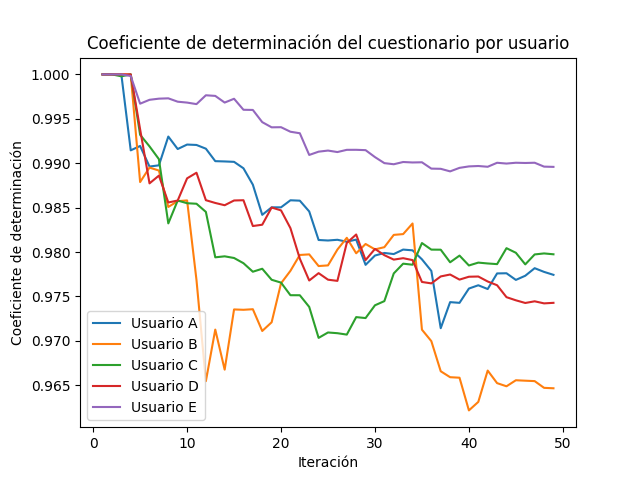 Coeficiente de determinación del cuestionario por usuario
Coeficiente de determinación
1.000
0.995
0.990
0.985
0.980
0.975
0.970
0.965
Usuario A
Usuario B
Usuario C
Usuario D
Usuario E
0
10
20
30
40
50
Iteración